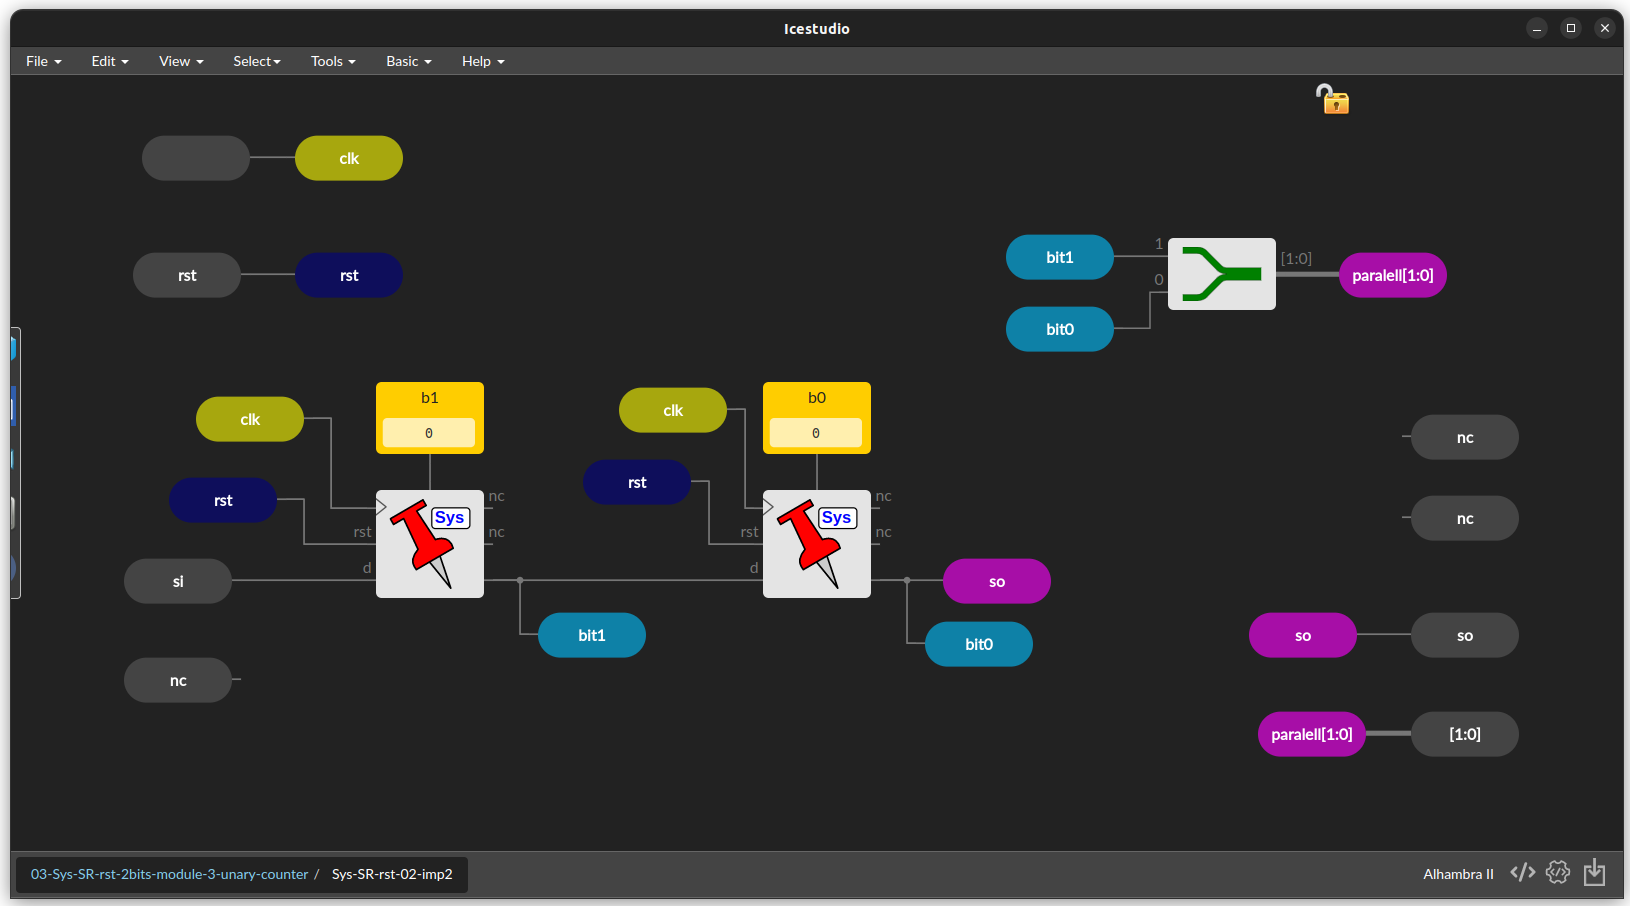 Icestudio
File Edit View Select Tools Basic Help
clk
rst rst
bit1 1 [1:0] paralell[1:0]
0
bit0
b1 b0
0 0
clk clk
rst rst
nc nc
Sys Sys
rst nc rst nc
d d
si so
bit1 bit0
nc
nc
nc
so so
paralell[1:0] [1:0]
03-Sys-SR-rst-2bits-module-3-unary-counter / Sys-SR-rst-02-imp2 Alhambra II </>